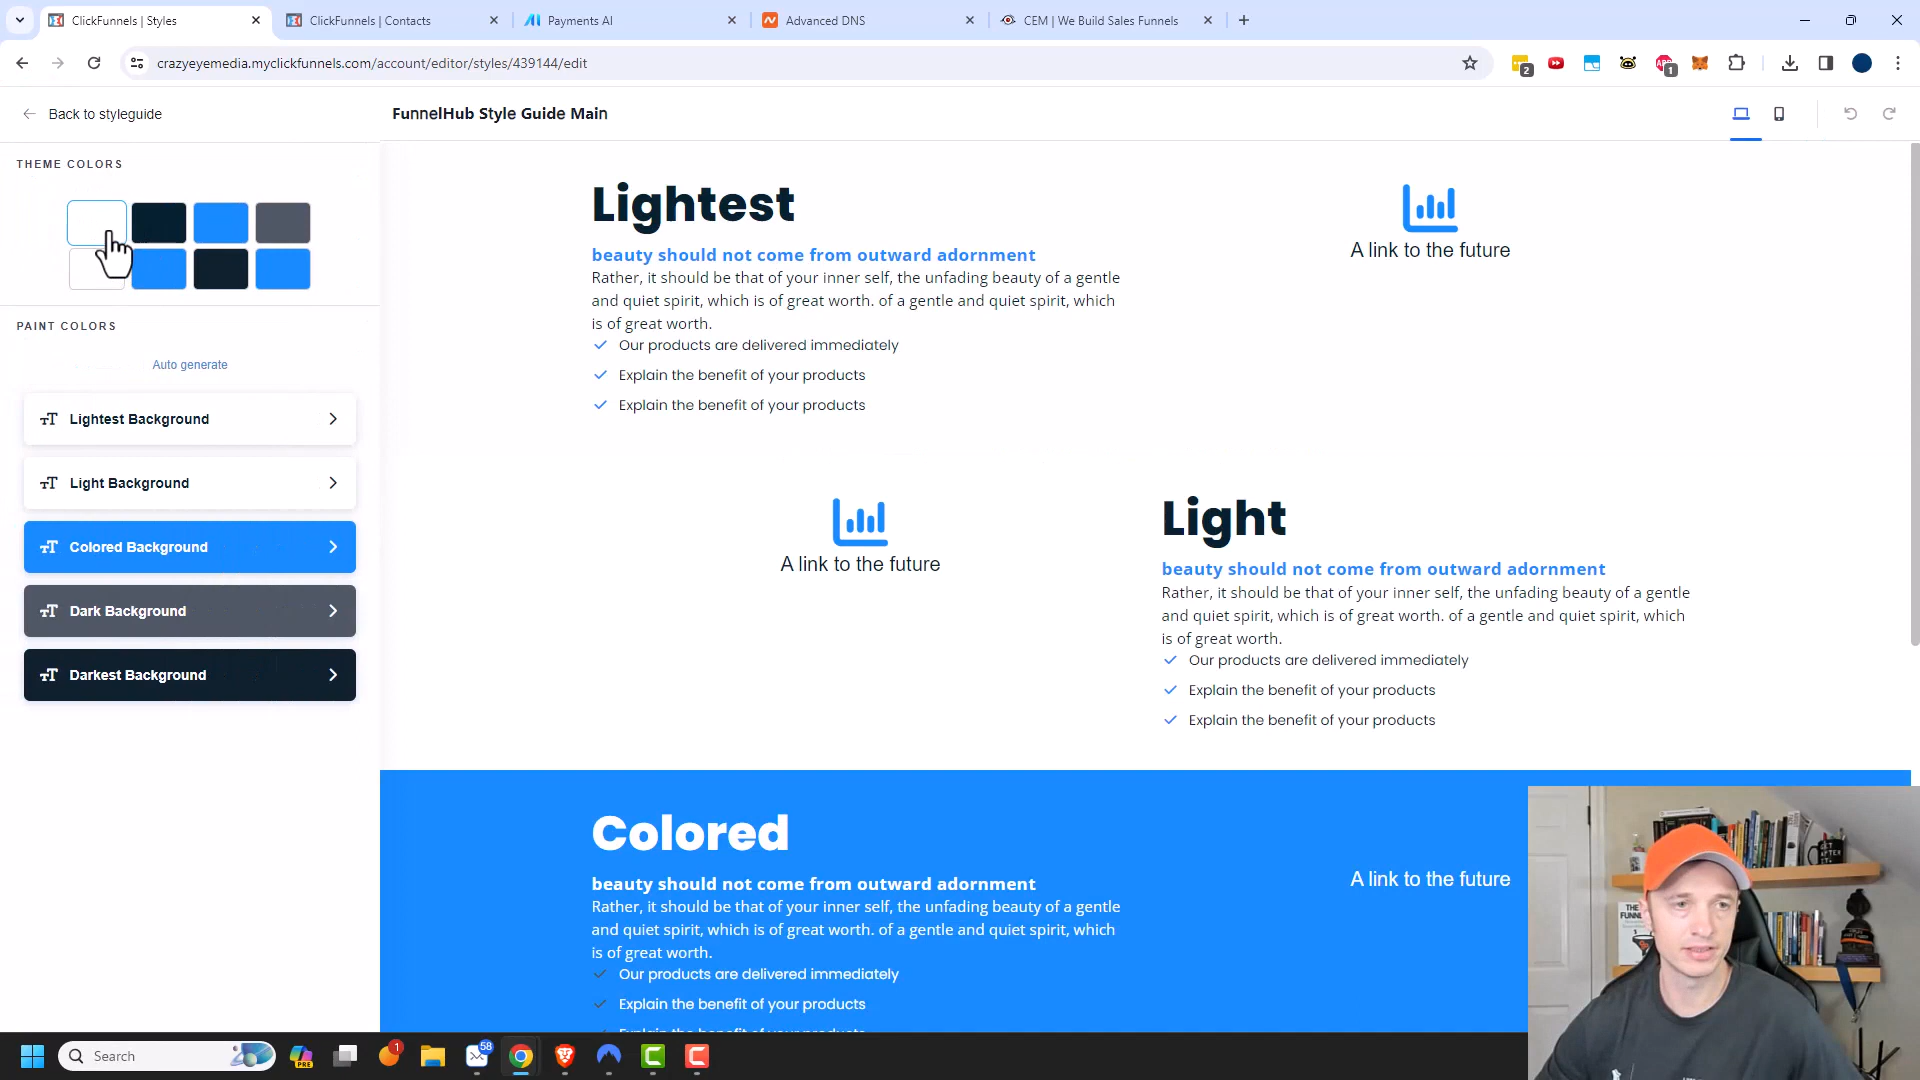 ClickFunnels | Styles
ClickFunnels | Contacts
Payments AI
Advanced DNS
CEM | We Build Sales Funnels
crazyeyemedia.myclickfunnels.com/account/editor/styles/439144/edit
2
1
Back to styleguide
FunnelHub Style Guide Main
THEME COLORS
PAINT COLORS
Auto generate
Lightest Background
Light Background
Colored Background
Dark Background
Darkest Background
Lightest
beauty should not come from outward adornment
Rather, it should be that of your inner self, the unfading beauty of a gentle
and quiet spirit, which is of great worth. of a gentle and quiet spirit, which
is of great worth.
Our products are delivered immediately
Explain the benefit of your products
Explain the benefit of your products
A link to the future
A link to the future
Light
beauty should not come from outward adornment
Rather, it should be that of your inner self, the unfading beauty of a gentle
and quiet spirit, which is of great worth. of a gentle and quiet spirit, which
is of great worth.
Our products are delivered immediately
Explain the benefit of your products
Explain the benefit of your products
Colored
beauty should not come from outward adornment
Rather, it should be that of your inner self, the unfading beauty of a gentle
and quiet spirit, which is of great worth. of a gentle and quiet spirit, which
is of great worth.
Our products are delivered immediately
Explain the benefit of your products
A link to the future
Search
PRE
1
58